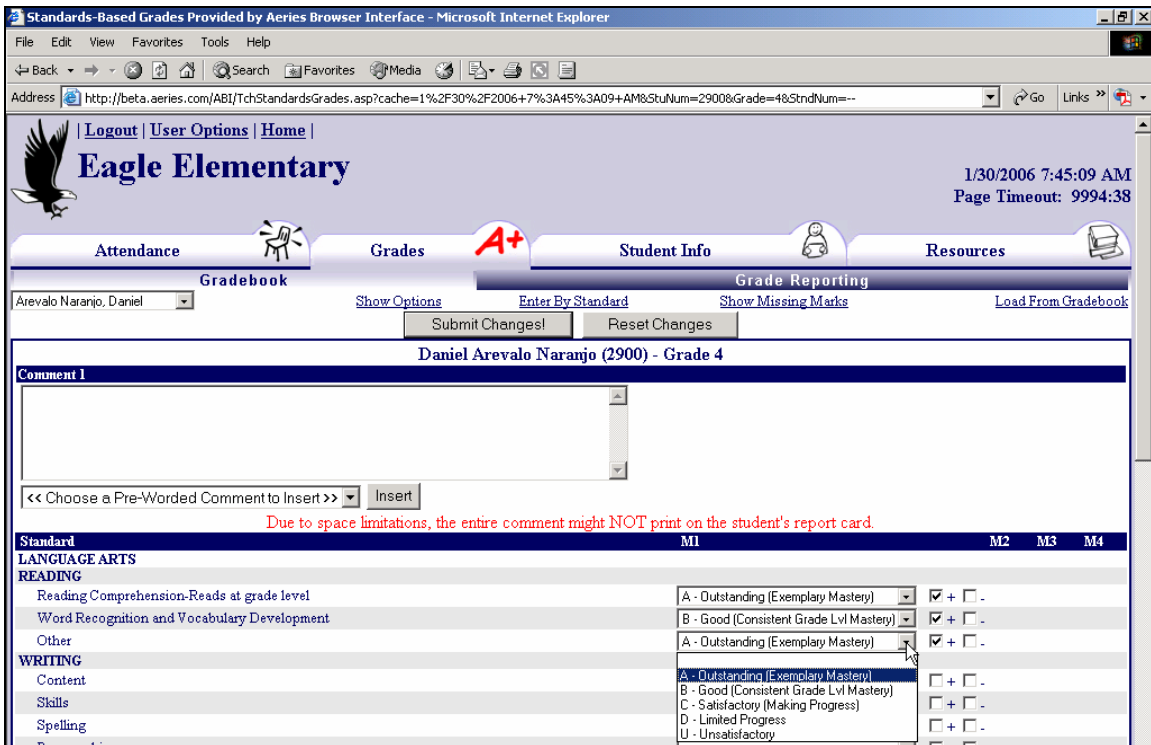 Standards-Based Grades Provided by Aeries Browser Interface - Microsoft Internet Explorer
File Edit View Favorites Tools Help
Back Search Favorites Media
Address http://beta.aeries.com/ABI/TchStandardsGrades.asp?cache=1%2F30%2F2006+7%3A45%3A09+AM&StuNum=2900&Grade=4&StndNum=-- Go Links »
| Logout | User Options | Home |
Eagle Elementary
1/30/2006 7:45:09 AM
Page Timeout: 9994:38
Attendance Grades A+ Student Info Resources
Gradebook Grade Reporting
Arevalo Naranjo, Daniel Show Options Enter By Standard Show Missing Marks Load From Gradebook
Submit Changes! Reset Changes
Daniel Arevalo Naranjo (2900) - Grade 4
Comment 1
<< Choose a Pre-Worded Comment to Insert >> Insert
Due to space limitations, the entire comment might NOT print on the student's report card.
Standard M1 M2 M3 M4
LANGUAGE ARTS
READING
Reading Comprehension-Reads at grade level A - Outstanding (Exemplary Mastery) + -
Word Recognition and Vocabulary Development B - Good (Consistent Grade Lvl Mastery) + -
Other A - Outstanding (Exemplary Mastery) + -
WRITING
Content A - Outstanding (Exemplary Mastery) + -
B - Good (Consistent Grade Lvl Mastery)
Skills C - Satisfactory (Making Progress) + -
D - Limited Progress
Spelling U - Unsatisfactory + -